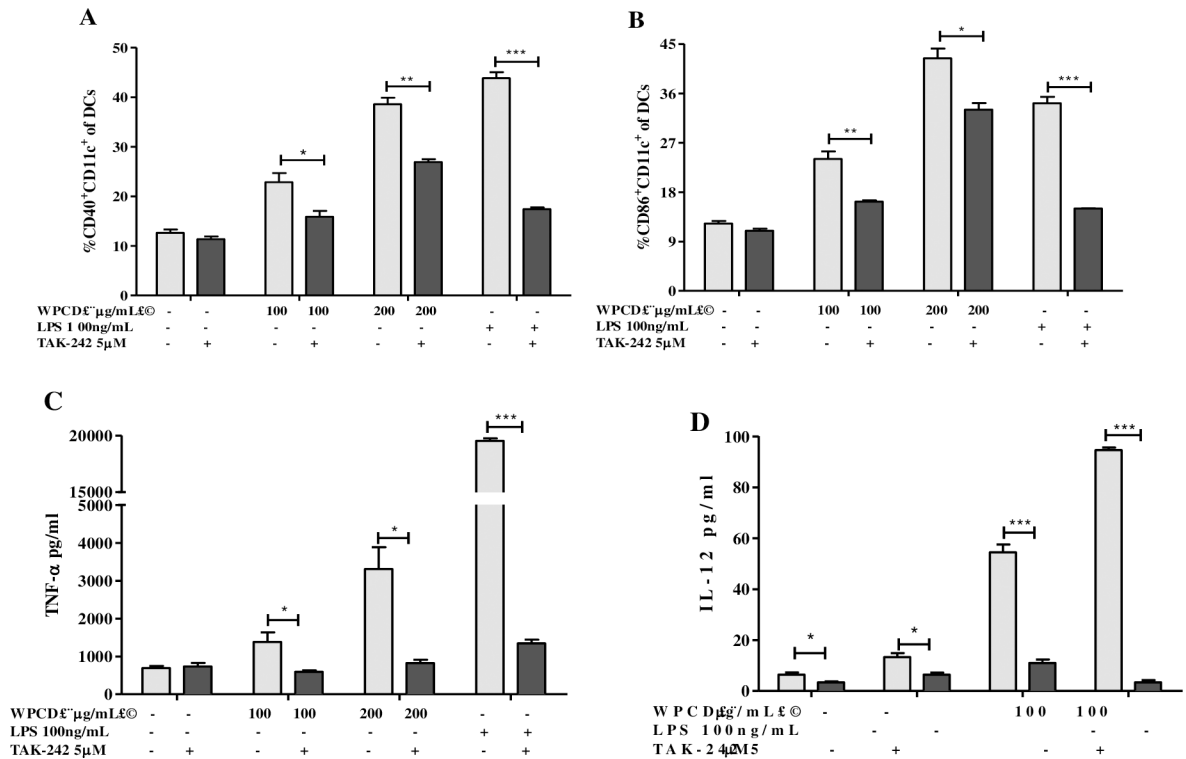 A
%CD40⁺CD11c⁺ of DCs
50
40
30
20
10
0
*
**
***
WPCD£¨µg/mL£© - - 100 100 200 200 - -
LPS 1 00ng/mL - - - - - - + +
TAK-242 5µM - + - + - + - +
B
%CD86⁺CD11c⁺ of DCs
45
36
27
18
9
0
**
*
***
WPCD£¨µg/mL£© - - 100 100 200 200 - -
LPS 100ng/mL - - - - - - + +
TAK-242 5µM - + - + - + - +
C
TNF-α pg/ml
20000
15000
5000
4000
3000
2000
1000
0
*
*
***
WPCD£¨µg/mL£© - - 100 100 200 200 - -
LPS 100ng/mL - - - - - - + +
TAK-242 5µM - + - + - + - +
D
IL-12 pg/ml
100
80
60
40
20
0
*
*
***
***
- - 100 100
LPS 100ng/mL - - - -
- + - +